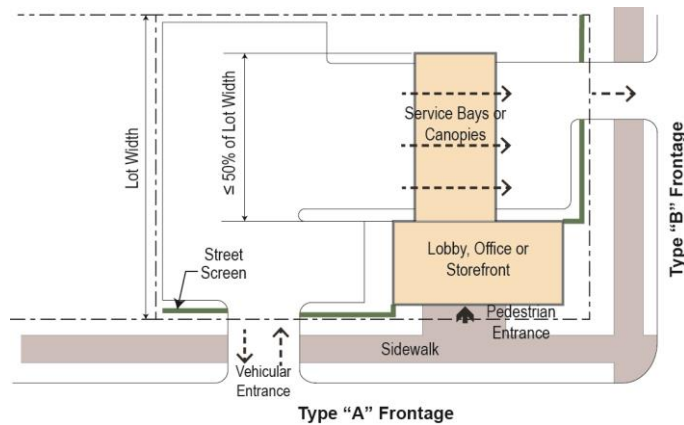 Lot Width
≤ 50% of Lot Width
Service Bays or
Canopies
Lobby, Office or
Storefront
Street
Screen
Pedestrian
Entrance
Sidewalk
Vehicular
Entrance
Type “A” Frontage
Type “B” Frontage